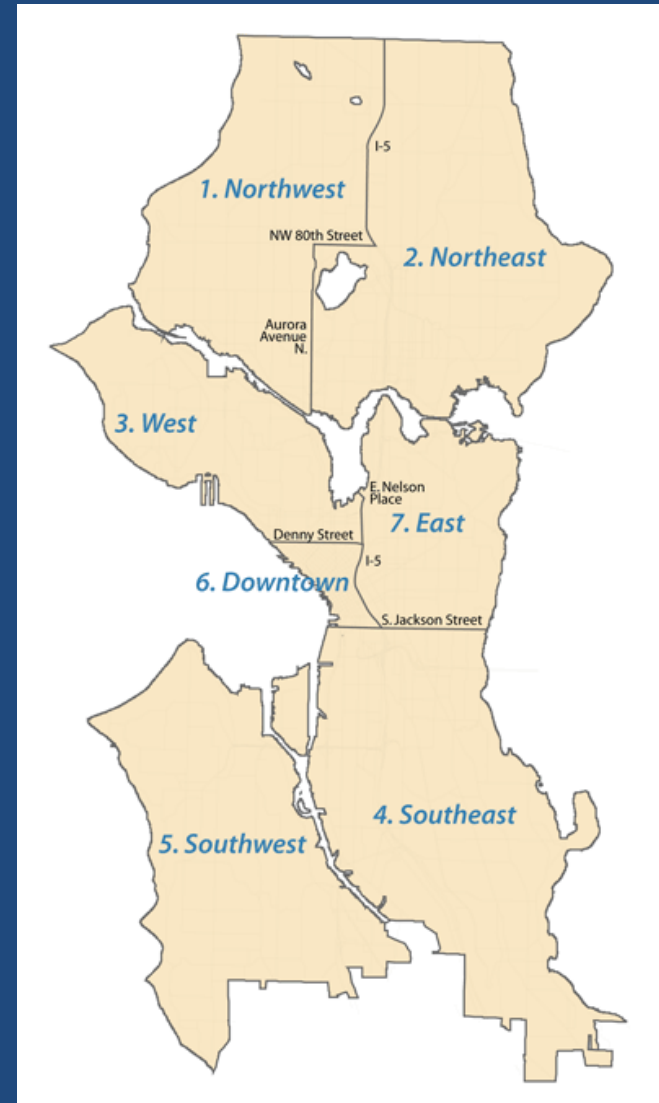 I-5
1. Northwest
NW 80th Street
2. Northeast
Aurora
Avenue
N.
3. West
E. Nelson
Place
7. East
Denny Street
I-5
6. Downtown
S. Jackson Street
4. Southeast
5. Southwest